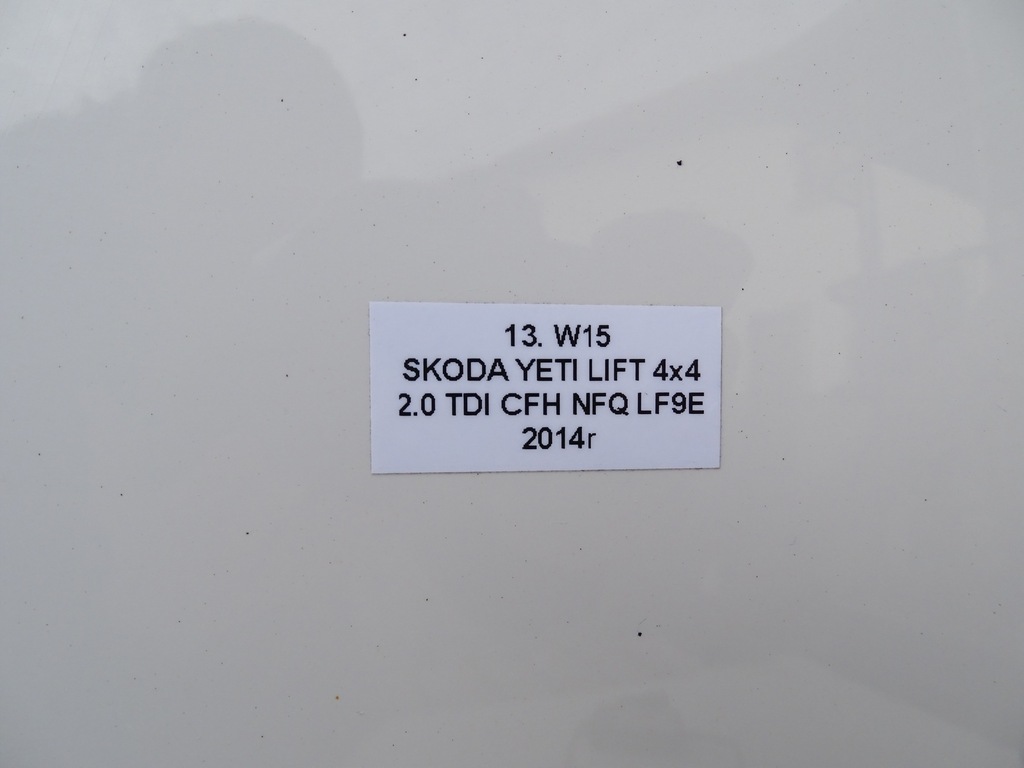 13. W15
SKODA YETI LIFT 4x4
2.0 TDI CFH NFQ LF9E
2014r